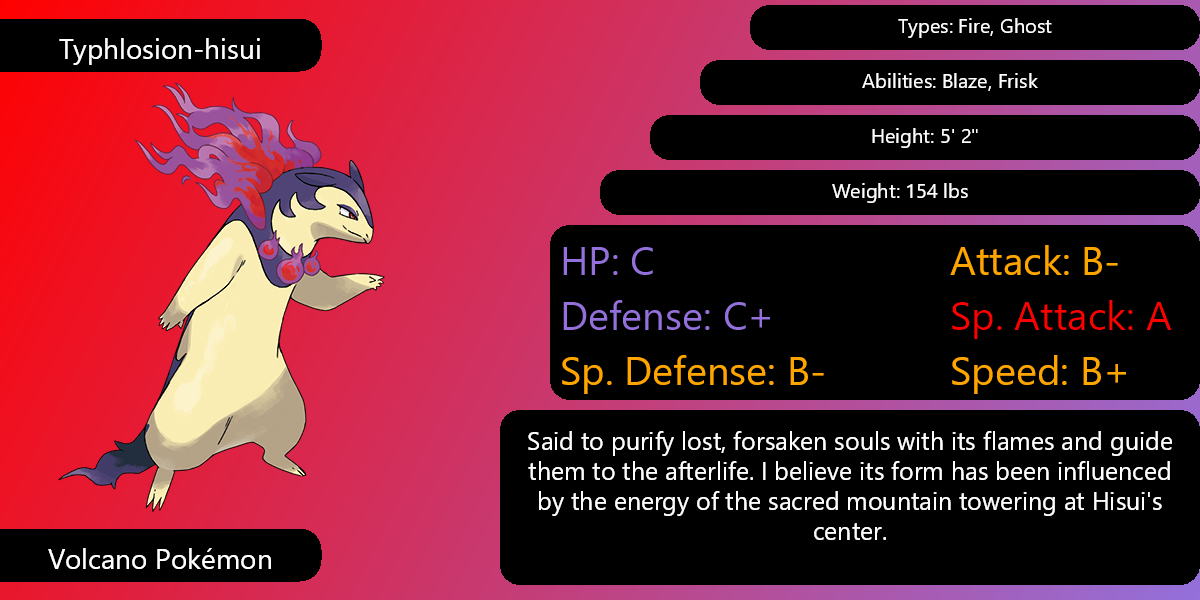 Typhlosion-hisui
Types: Fire, Ghost
Abilities: Blaze, Frisk
Height: 5' 2"
Weight: 154 lbs
HP: C
Attack: B-
Defense: C+
Sp. Attack: A
Sp. Defense: B-
Speed: B+
Said to purify lost, forsaken souls with its flames and guide
them to the afterlife. I believe its form has been influenced
by the energy of the sacred mountain towering at Hisui's
center.
Volcano Pokémon